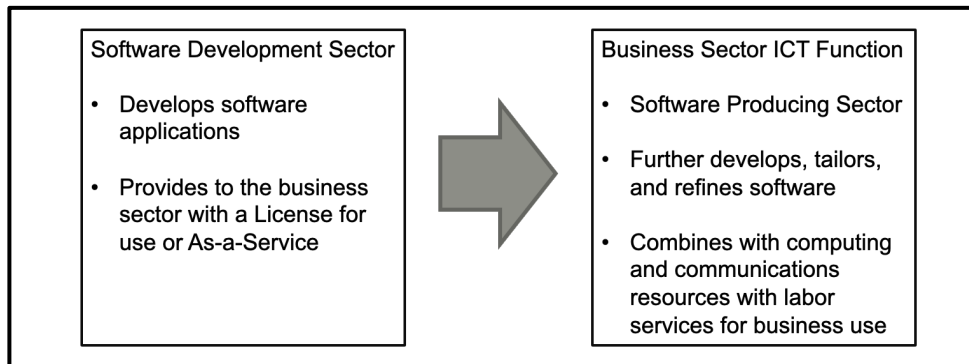 Software Development Sector
• Develops software
applications
• Provides to the business
sector with a License for
use or As-a-Service
Business Sector ICT Function
• Software Producing Sector
• Further develops, tailors,
and refines software
• Combines with computing
and communications
resources with labor
services for business use